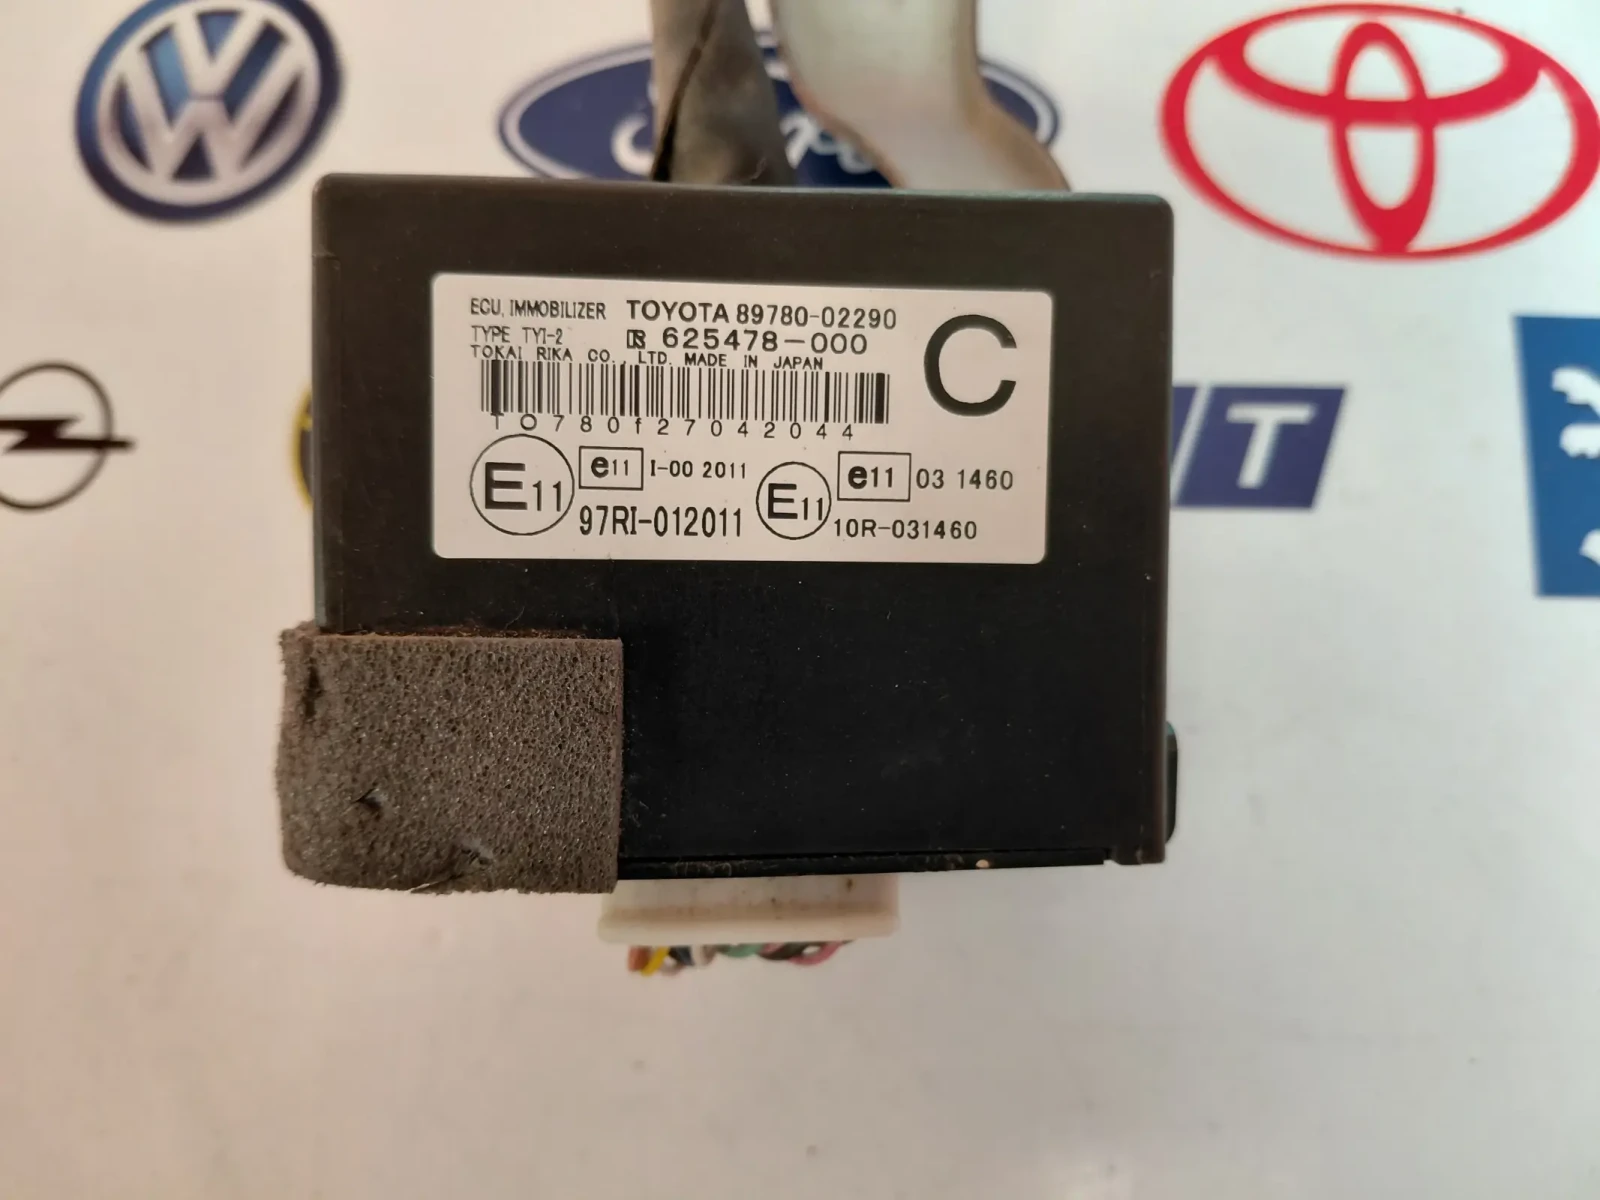 ECU, IMMOBILIZER TOYOTA 89780-02290
TYPE TYI-2 625478-000
TOKAI RIKA CO., LTD. MADE IN JAPAN
C
TO780f27042044
E11 e11 I-00 2011 E11 e11 03 1460
97RI-012011 10R-031460
T